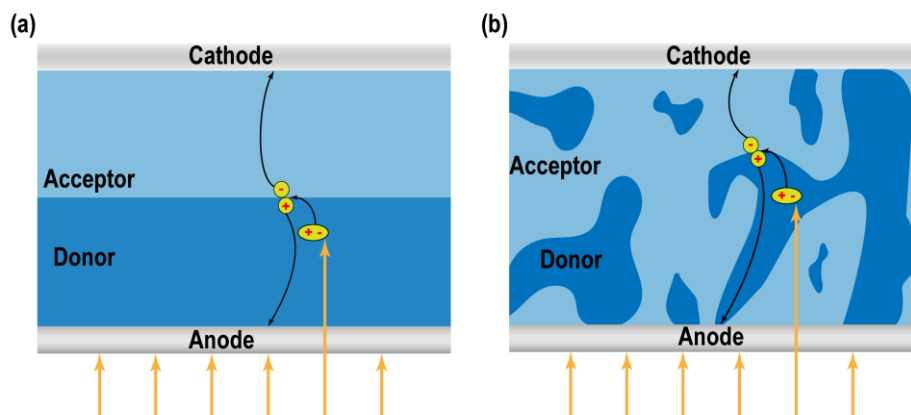 (a)
Cathode
Acceptor
-
+
+ -
Donor
Anode
(b)
Cathode
Acceptor
-
+
+ -
Donor
Anode